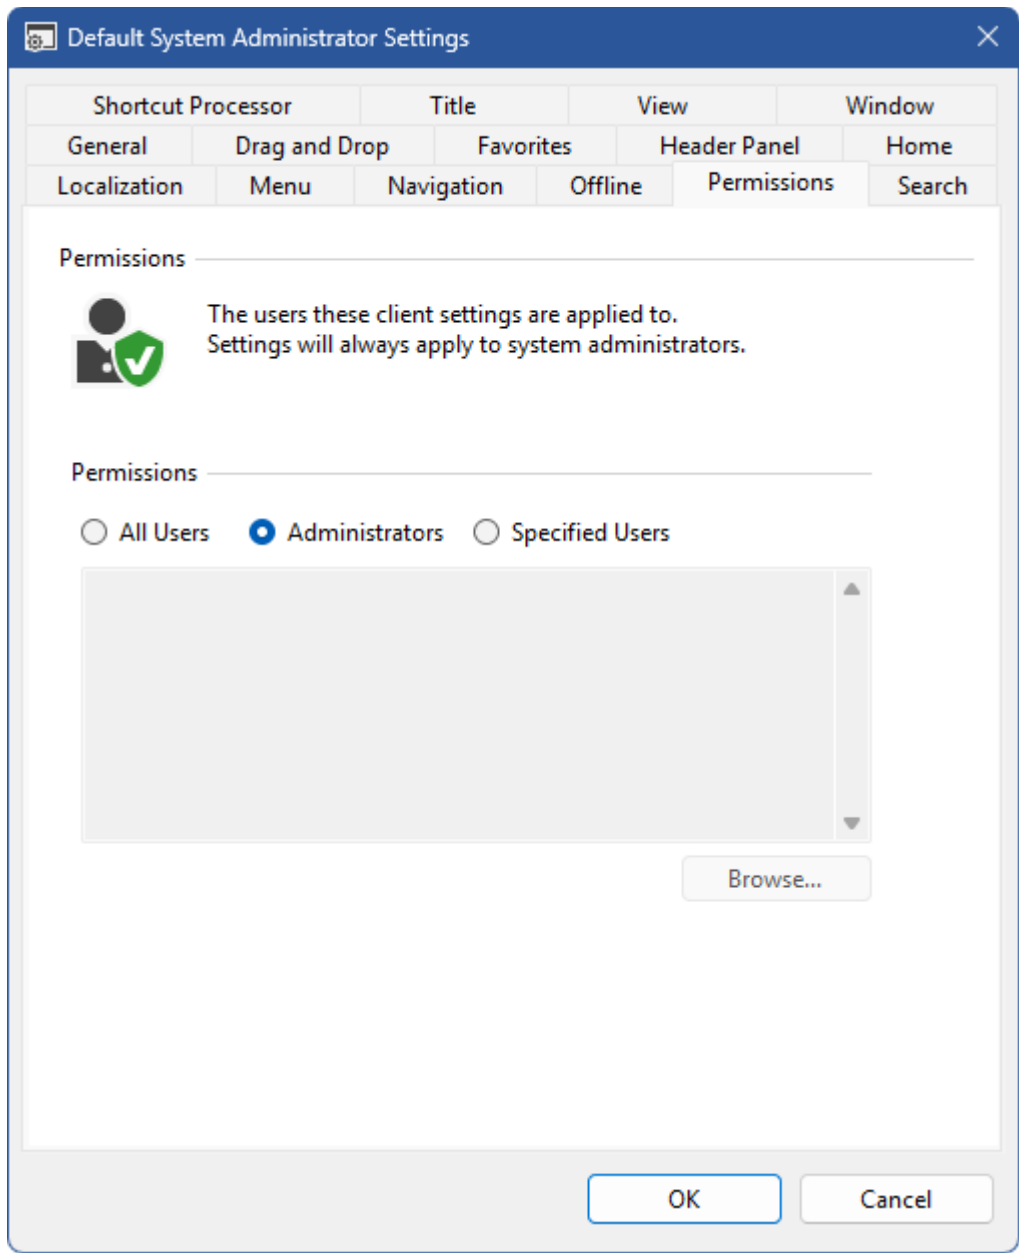 Default System Administrator Settings
Shortcut Processor Title View Window
General Drag and Drop Favorites Header Panel Home
Localization Menu Navigation Offline Permissions Search
Permissions
The users these client settings are applied to.
Settings will always apply to system administrators.
Permissions
All Users Administrators Specified Users
Browse...
OK Cancel